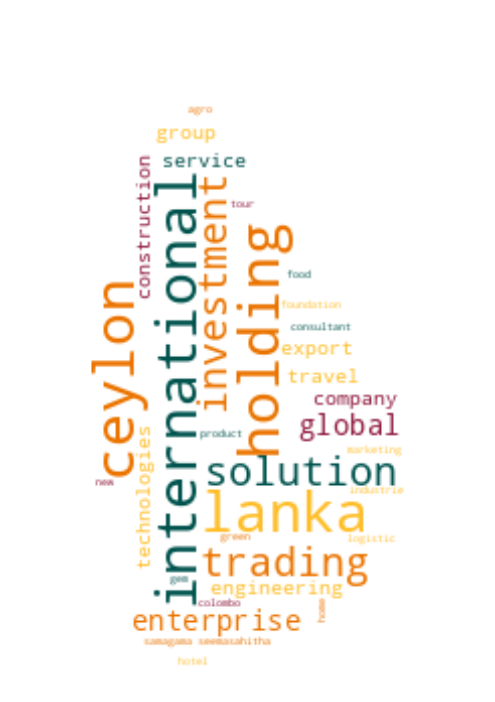 agro
group
service
construction
international
investment
tour
holding
food
ceylon
foundation
consultant
export
travel
company
global
product
technologies
marketing
solution
new
industrie
lanka
green
logistic
trading
gem
engineering
colombo
home
enterprise
samagama seemasahitha
hotel